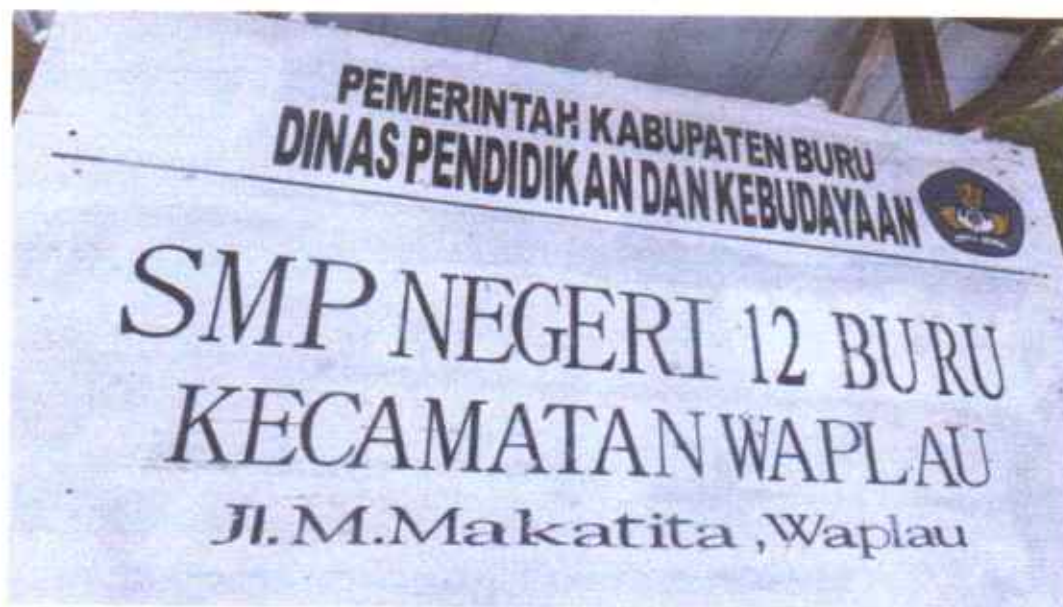 PEMERINTAH KABUPATEN BURU
DINAS PENDIDIKAN DAN KEBUDAYAAN
SMP NEGERI 12 BURU
KECAMATAN WAPLAU
Jl.M.Makatita ,Waplau